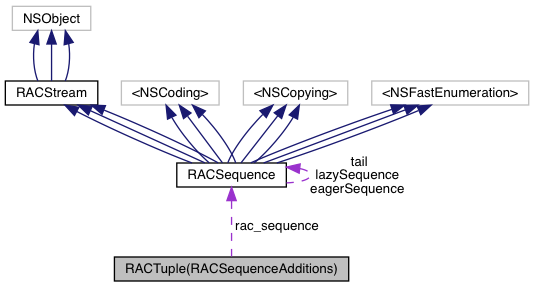 NSObject
RACStream
<NSCoding>
<NSCopying>
<NSFastEnumeration>
RACSequence
tail
lazySequence
eagerSequence
rac_sequence
RACTuple(RACSequenceAdditions)